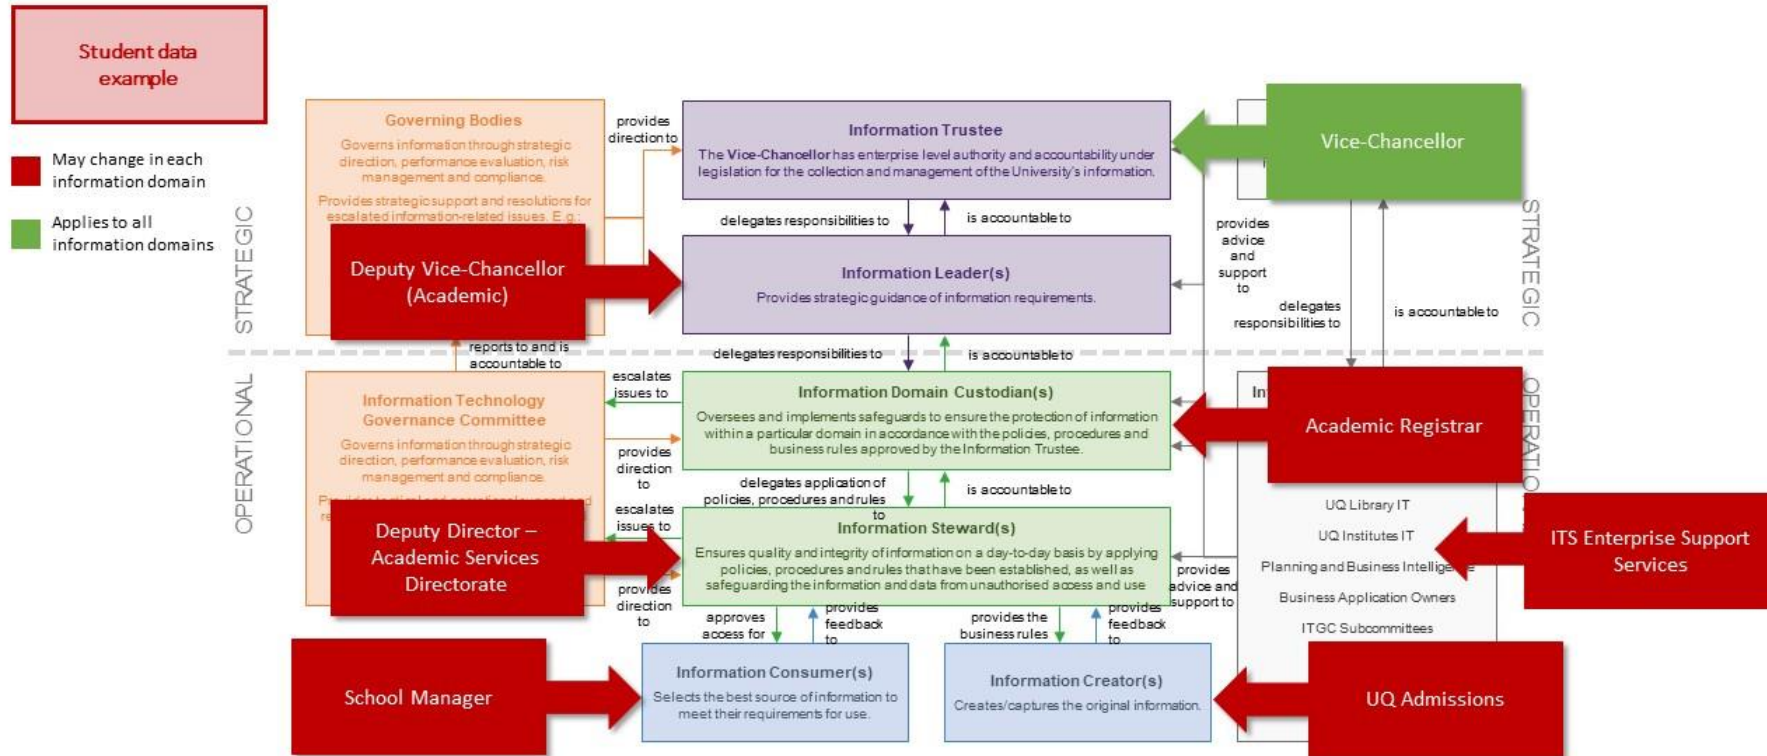 Student data
example
May change in each
information domain
Applies to all
information domains
STRATEGIC
OPERATIONAL
Governing Bodies
Governs information through strategic
direction, performance evaluation, risk
management and compliance.
Provides strategic support and resolutions for
escalated information-related issues. E.g.:
Deputy Vice-Chancellor
(Academic)
reports to and is
accountable to
Information Technology
Governance Committee
Governs information through strategic
direction, performance evaluation, risk
management and compliance.
Deputy Director –
Academic Services
Directorate
School Manager
provides
direction to
Information Trustee
The Vice-Chancellor has enterprise level authority and accountability under
legislation for the collection and management of the University's information.
delegates responsibilities to
is accountable to
Information Leader(s)
Provides strategic guidance of information requirements.
delegates responsibilities to
is accountable to
escalates
issues to
provides
direction
to
Information Domain Custodian(s)
Oversees and implements safeguards to ensure the protection of information
within a particular domain in accordance with the policies, procedures and
business rules approved by the Information Trustee.
delegates application of
policies, procedures and rules
to
is accountable to
escalates
issues to
provides
direction
to
Information Steward(s)
Ensures quality and integrity of information on a day-to-day basis by applying
policies, procedures and rules that have been established, as well as
safeguarding the information and data from unauthorised access and use
approves
access for
provides
feedback
to
provides the
business rules
provides
feedback
to
Information Consumer(s)
Selects the best source of information to
meet their requirements for use.
Information Creator(s)
Creates/captures the original information.
Vice-Chancellor
provides
advice
and
support to
delegates
responsibilities to
is accountable to
STRATEGIC
Academic Registrar
UQ Library IT
UQ Institutes IT
Planning and Business Intelligence
Business Application Owners
ITGC Subcommittees
provides
advice and
support to
ITS Enterprise Support
Services
UQ Admissions